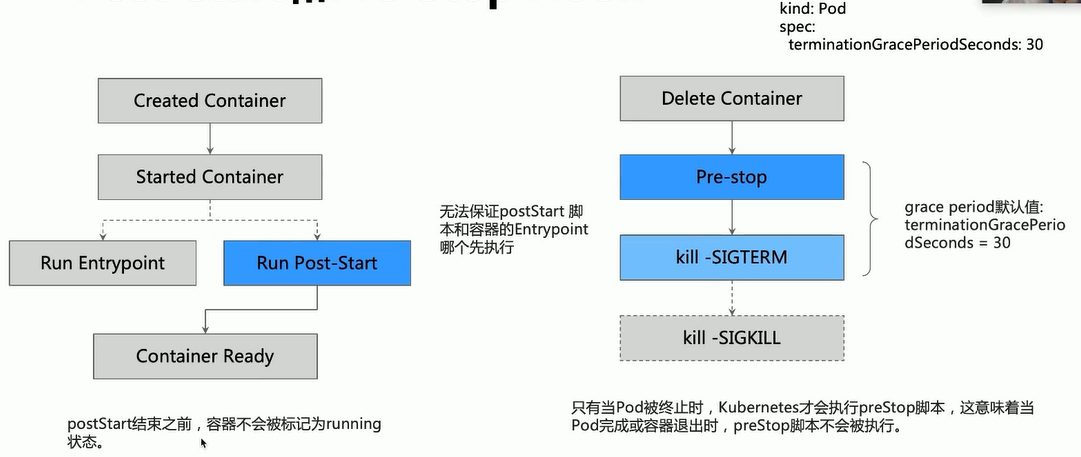 kind: Pod
spec:
terminationGracePeriodSeconds: 30
Created Container
Started Container
Run Entrypoint
Run Post-Start
Container Ready
postStart结束之前，容器不会被标记为running
状态。
无法保证postStart 脚
本和容器的Entrypoint
哪个先执行
Delete Container
Pre-stop
kill -SIGTERM
kill -SIGKILL
grace period默认值:
terminationGracePerio
dSeconds = 30
只有当Pod被终止时，Kubernetes才会执行preStop脚本，这意味着当
Pod完成或容器退出时，preStop脚本不会被执行。